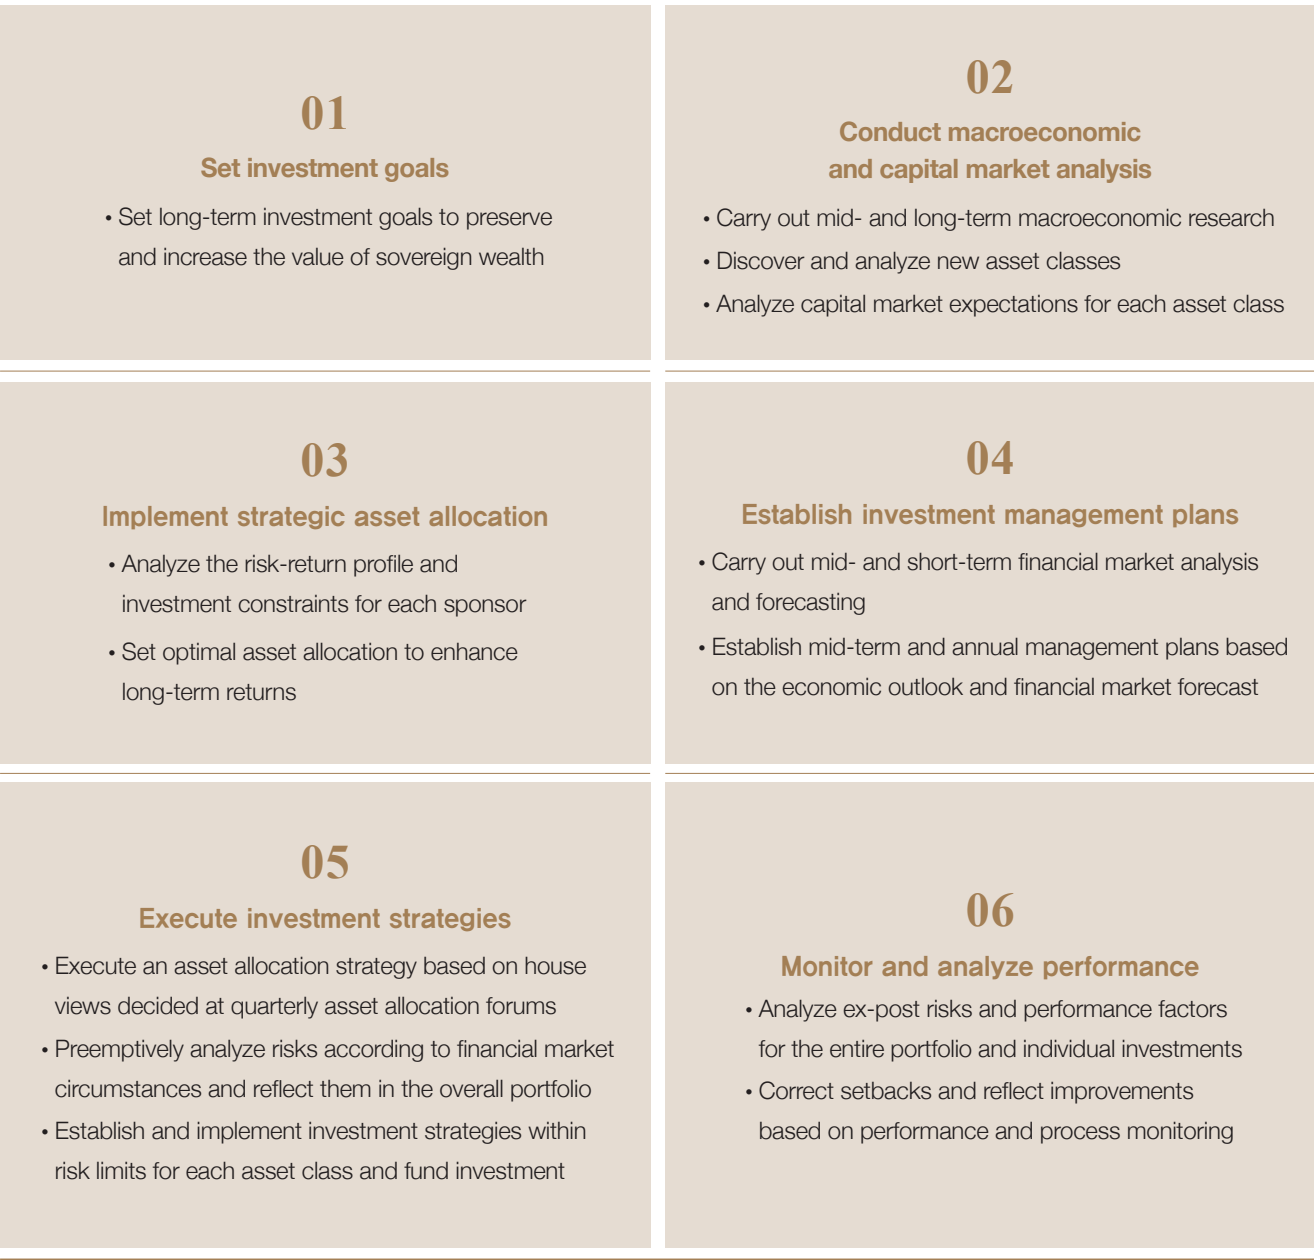 01
Set investment goals
• Set long-term investment goals to preserve
and increase the value of sovereign wealth
02
Conduct macroeconomic
and capital market analysis
• Carry out mid- and long-term macroeconomic research
• Discover and analyze new asset classes
• Analyze capital market expectations for each asset class
03
Implement strategic asset allocation
• Analyze the risk-return profile and
investment constraints for each sponsor
• Set optimal asset allocation to enhance
long-term returns
04
Establish investment management plans
• Carry out mid- and short-term financial market analysis
and forecasting
• Establish mid-term and annual management plans based
on the economic outlook and financial market forecast
05
Execute investment strategies
• Execute an asset allocation strategy based on house
views decided at quarterly asset allocation forums
• Preemptively analyze risks according to financial market
circumstances and reflect them in the overall portfolio
• Establish and implement investment strategies within
risk limits for each asset class and fund investment
06
Monitor and analyze performance
• Analyze ex-post risks and performance factors
for the entire portfolio and individual investments
• Correct setbacks and reflect improvements
based on performance and process monitoring